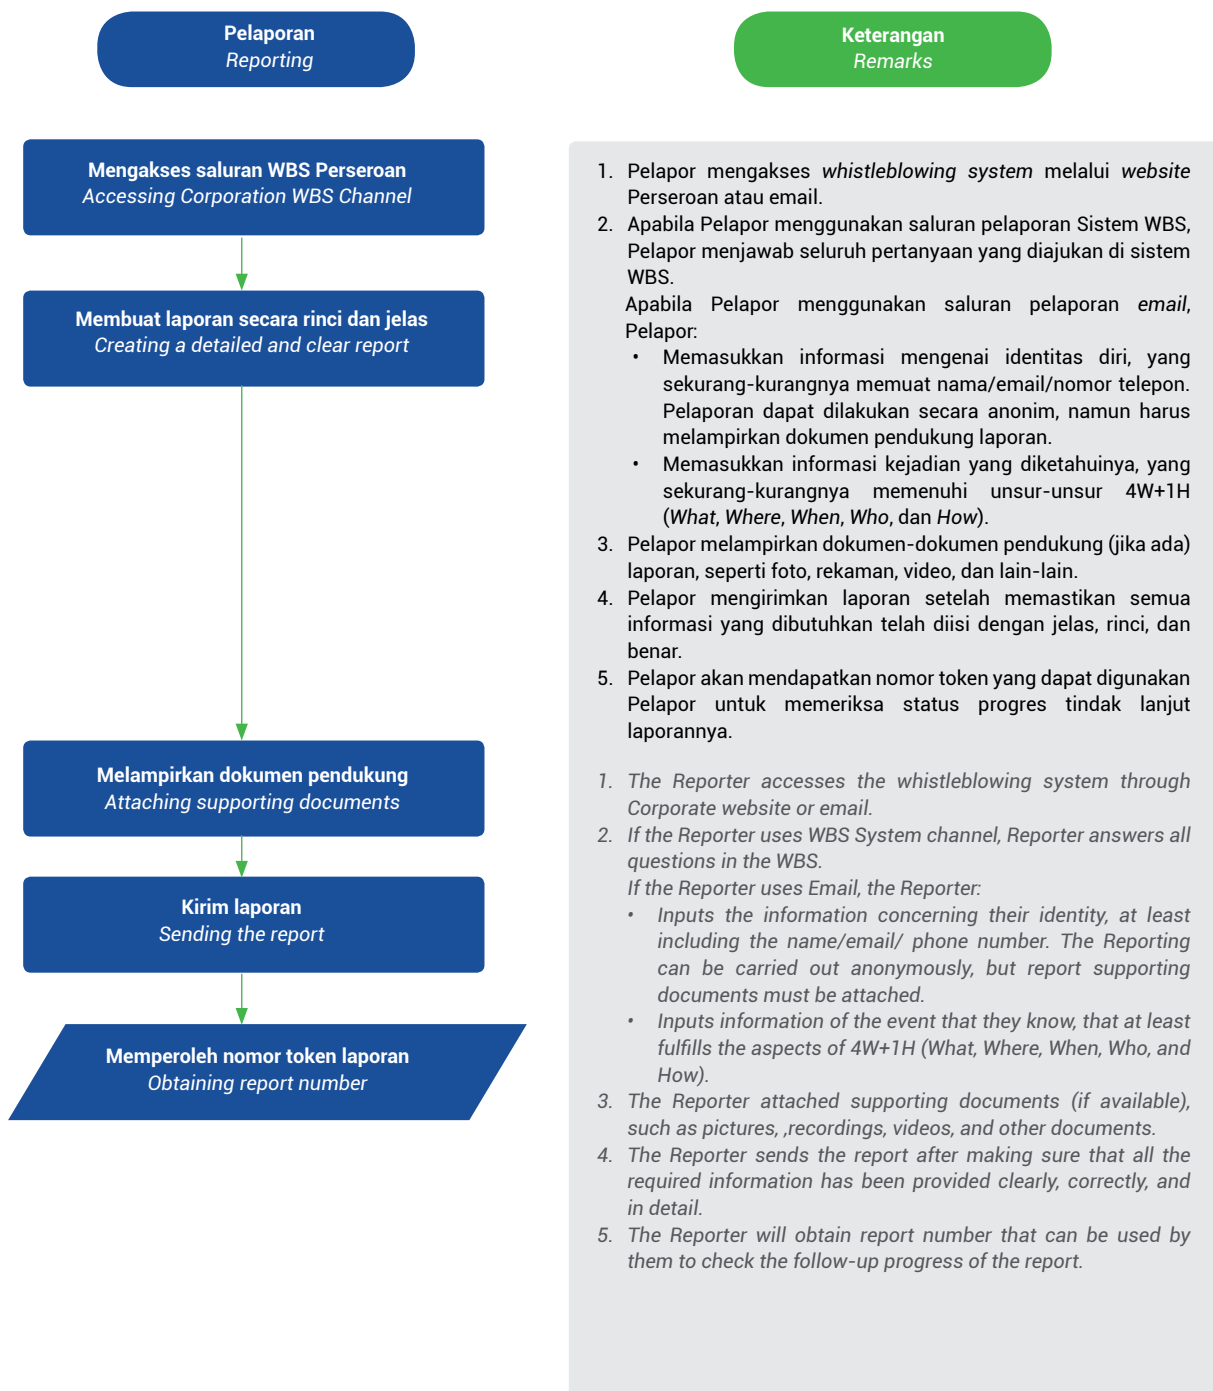 Pelaporan
Reporting
Keterangan
Remarks
Mengakses saluran WBS Perseroan
Accessing Corporation WBS Channel
Membuat laporan secara rinci dan jelas
Creating a detailed and clear report
Melampirkan dokumen pendukung
Attaching supporting documents
Kirim laporan
Sending the report
Memperoleh nomor token laporan
Obtaining report number
1. Pelapor mengakses whistleblowing system melalui website
Perseroan atau email.
2. Apabila Pelapor menggunakan saluran pelaporan Sistem WBS,
Pelapor menjawab seluruh pertanyaan yang diajukan di sistem
WBS.
Apabila Pelapor menggunakan saluran pelaporan email,
Pelapor:
• Memasukkan informasi mengenai identitas diri, yang
sekurang-kurangnya memuat nama/email/nomor telepon.
Pelaporan dapat dilakukan secara anonim, namun harus
melampirkan dokumen pendukung laporan.
• Memasukkan informasi kejadian yang diketahuinya, yang
sekurang-kurangnya memenuhi unsur-unsur 4W+1H
(What, Where, When, Who, dan How).
3. Pelapor melampirkan dokumen-dokumen pendukung (jika ada)
laporan, seperti foto, rekaman, video, dan lain-lain.
4. Pelapor mengirimkan laporan setelah memastikan semua
informasi yang dibutuhkan telah diisi dengan jelas, rinci, dan
benar.
5. Pelapor akan mendapatkan nomor token yang dapat digunakan
Pelapor untuk memeriksa status progres tindak lanjut
laporannya.
1. The Reporter accesses the whistleblowing system through
Corporate website or email.
2. If the Reporter uses WBS System channel, Reporter answers all
questions in the WBS.
If the Reporter uses Email, the Reporter:
• Inputs the information concerning their identity, at least
including the name/email/ phone number. The Reporting
can be carried out anonymously, but report supporting
documents must be attached.
• Inputs information of the event that they know, that at least
fulfills the aspects of 4W+1H (What, Where, When, Who, and
How).
3. The Reporter attached supporting documents (if available),
such as pictures, ,recordings, videos, and other documents.
4. The Reporter sends the report after making sure that all the
required information has been provided clearly, correctly, and
in detail.
5. The Reporter will obtain report number that can be used by
them to check the follow-up progress of the report.